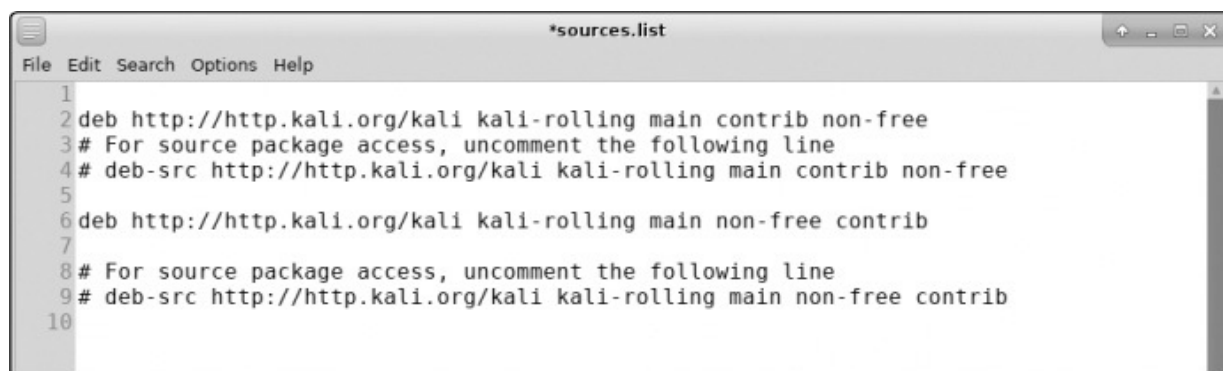 *sources.list
File Edit Search Options Help
1
2 deb http://http.kali.org/kali kali-rolling main contrib non-free
3 # For source package access, uncomment the following line
4 # deb-src http://http.kali.org/kali kali-rolling main contrib non-free
5
6 deb http://http.kali.org/kali kali-rolling main non-free contrib
7
8 # For source package access, uncomment the following line
9 # deb-src http://http.kali.org/kali kali-rolling main non-free contrib
10